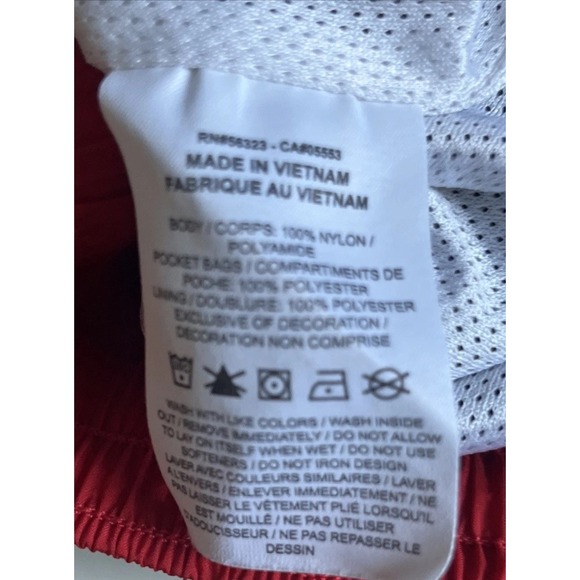 RN#56323 - CA#05553
MADE IN VIETNAM
FABRIQUE AU VIETNAM
BODY / CORPS: 100% NYLON /
POLYAMIDE
POCKET BAGS / COMPARTIMENTS DE
POCHE: 100% POLYESTER
LINING / DOUBLURE: 100% POLYESTER
EXCLUSIVE OF DECORATION /
DECORATION NON COMPRISE
WASH WITH LIKE COLORS / WASH INSIDE
OUT / REMOVE IMMEDIATELY / DO NOT ALLOW
TO LAY ON ITSELF WHEN WET / DO NOT USE
SOFTENERS / DO NOT IRON DESIGN
LAVER AVEC COULEURS SIMILAIRES / LAVER
A L'ENVERS / ENLEVER IMMEDIATEMENT / NE
PAS LAISSER LE VÊTEMENT PLIÉ LORSQU'IL
EST MOUILLÉ / NE PAS UTILISER
D'ADOUCISSEUR / NE PAS REPASSER LE
DESSIN